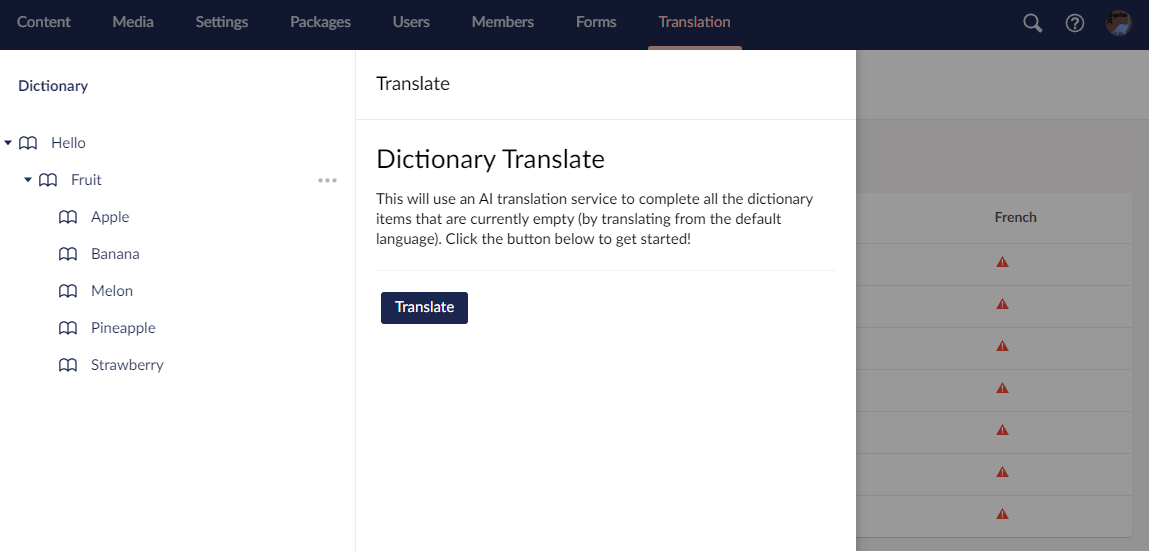 Content Media Settings Packages Users Members Forms Translation
Dictionary
Hello
Fruit
Apple
Banana
Melon
Pineapple
Strawberry
Translate
Dictionary Translate
This will use an AI translation service to complete all the dictionary
items that are currently empty (by translating from the default
language). Click the button below to get started!
Translate
French